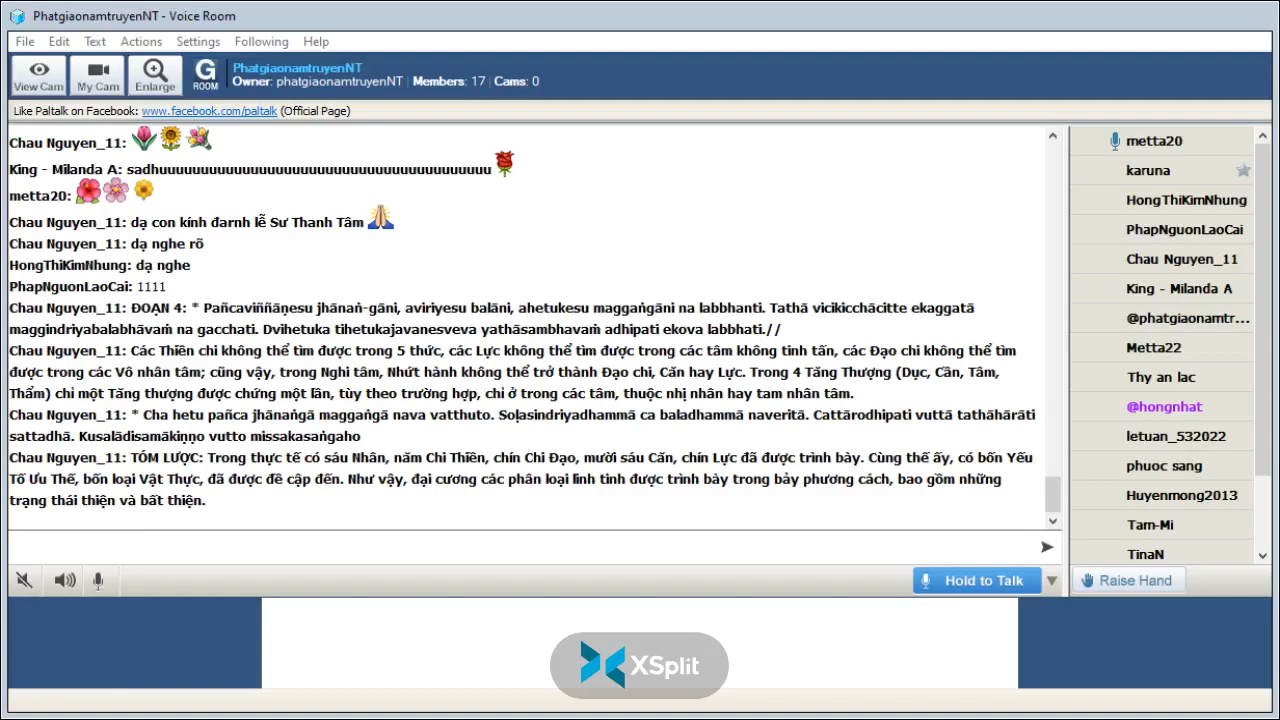 PhatgiaonamtruyenNT - Voice Room
File Edit Text Actions Settings Following Help
View Cam
My Cam
Enlarge
G
ROOM
PhatgiaonamtruyenNT
Owner: phatgiaonamtruyenNT | Members: 17 | Cams: 0
Like Paltalk on Facebook: www.facebook.com/paltalk (Official Page)
Chau Nguyen_11:
King - Milanda A: sadhuuuuuuuuuuuuuuuuuuuuuuuuuuuuuuuuuuuuuuuu
metta20:
Chau Nguyen_11: dạ con kính đarnh lễ Sư Thanh Tâm
Chau Nguyen_11: dạ nghe rõ
HongThiKimNhung: dạ nghe
PhapNguonLaoCai: 1111
Chau Nguyen_11: ĐOẠN 4: * Pañcaviññāṇesu jhānaṅ-gāni, aviriyesu balāni, ahetukesu maggaṅgāni na labbhanti. Tathā vicikicchācitte ekaggatā
maggindriyabalabhāvaṁ na gacchati. Dvihetuka tihetukajavanesveva yathāsambhavaṁ adhipati ekova labbhati.//
Chau Nguyen_11: Các Thiền chi không thể tìm được trong 5 thức, các Lực không thể tìm được trong các tâm không tinh tấn, các Đạo chi không thể tìm
được trong các Vô nhân tâm; cũng vậy, trong Nghi tâm, Nhứt hành không thể trở thành Đạo chi, Căn hay Lực. Trong 4 Tăng Thượng (Dục, Cần, Tâm,
Thẩm) chỉ một Tăng thượng được chứng một lần, tùy theo trường hợp, chỉ ở trong các tâm, thuộc nhị nhân hay tam nhân tâm.
Chau Nguyen_11: * Cha hetu pañca jhānaṅgā maggaṅgā nava vatthuto. Soḷasindriyadhammā ca baladhammā naveritā. Cattārodhipati vuttā tathāhārāti
sattadhā. Kusalādisamākiṇṇo vutto missakasaṅgaho
Chau Nguyen_11: TÓM LƯỢC: Trong thực tế có sáu Nhân, năm Chi Thiền, chín Chi Đạo, mười sáu Căn, chín Lực đã được trình bày. Cùng thế ấy, có bốn Yếu
Tố Ưu Thế, bốn loại Vật Thực, đã được đề cập đến. Như vậy, đại cương các phân loại linh tinh được trình bày trong bảy phương cách, bao gồm những
trạng thái thiện và bất thiện.
metta20
karuna
HongThiKimNhung
PhapNguonLaoCai
Chau Nguyen_11
King - Milanda A
@phatgiaonamtr...
Metta22
Thy an lac
@hongnhat
letuan_532022
phuoc sang
Huyenmong2013
Tam-Mi
TinaN
Hold to Talk
Raise Hand
XSplit